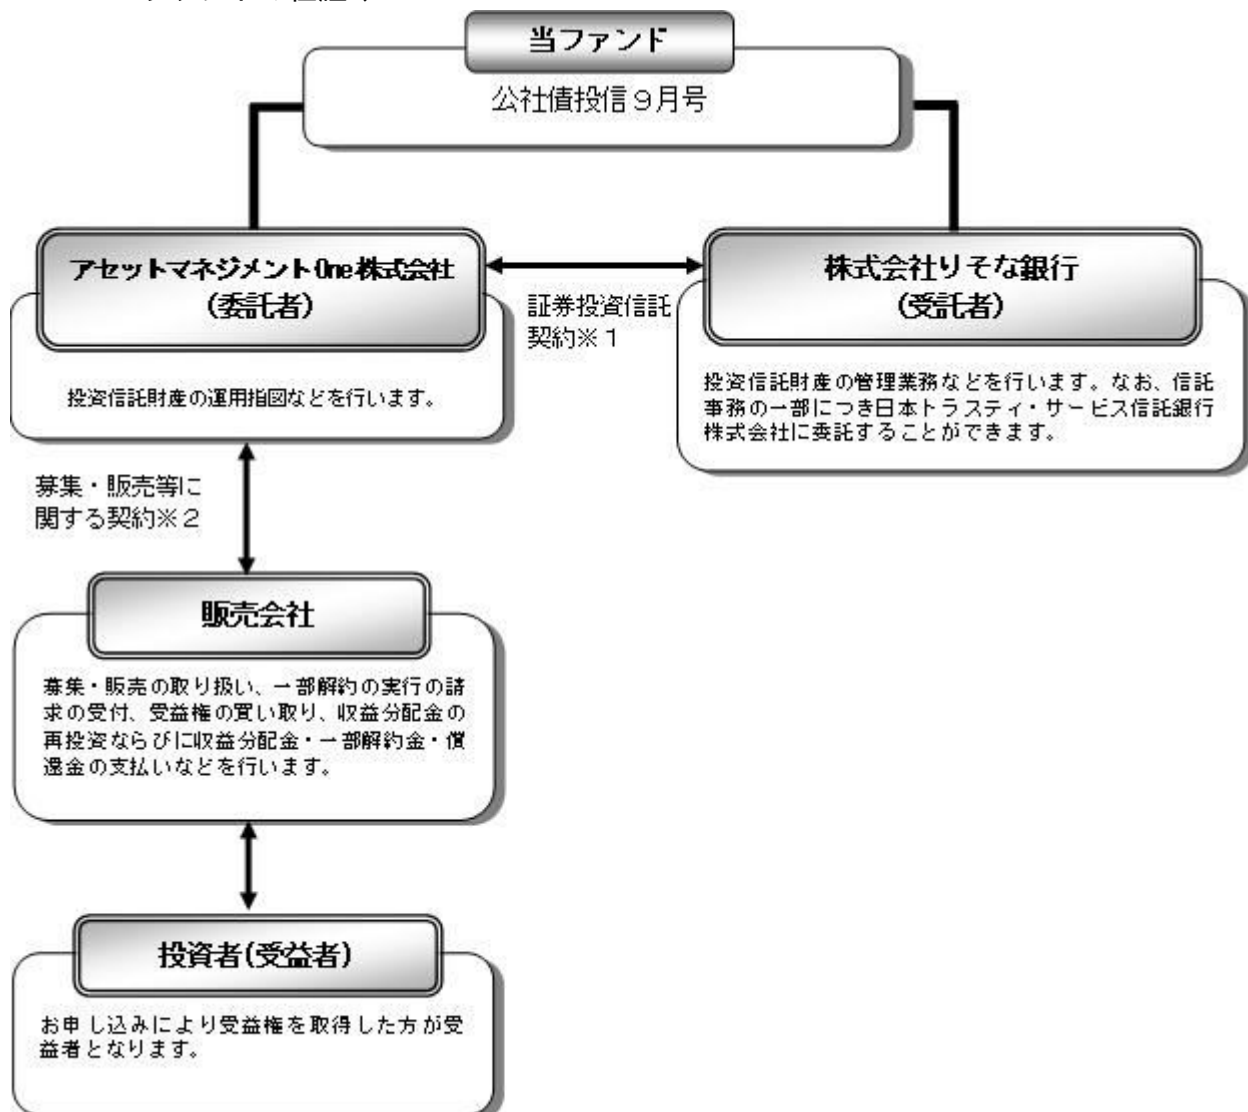 当ファンド
公社債投信９月号
アセットマネジメントOne株式会社
(委託者)
投資信託財産の運用指図などを行います。
証券投資信託
契約※１
株式会社りそな銀行
(受託者)
投資信託財産の管理業務などを行います。なお、信託
事務の一部につき日本トラスティ・サービス信託銀行
株式会社に委託することができます。
募集・販売等に
関する契約※２
販売会社
募集・販売の取り扱い、一部解約の実行の請
求の受付、受益権の買い取り、収益分配金の
再投資ならびに収益分配金・一部解約金・償
還金の支払いなどを行います。
投資者(受益者)
お申し込みにより受益権を取得した方が受
益者となります。